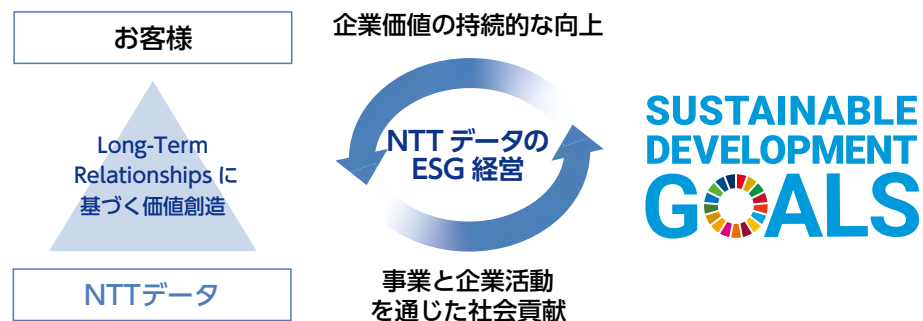 お客様
Long-Term
Relationships に
基づく価値創造
NTTデータ
企業価値の持続的な向上
NTT データの
ESG 経営
事業と企業活動
を通じた社会貢献
SUSTAINABLE
DEVELOPMENT
GOALS